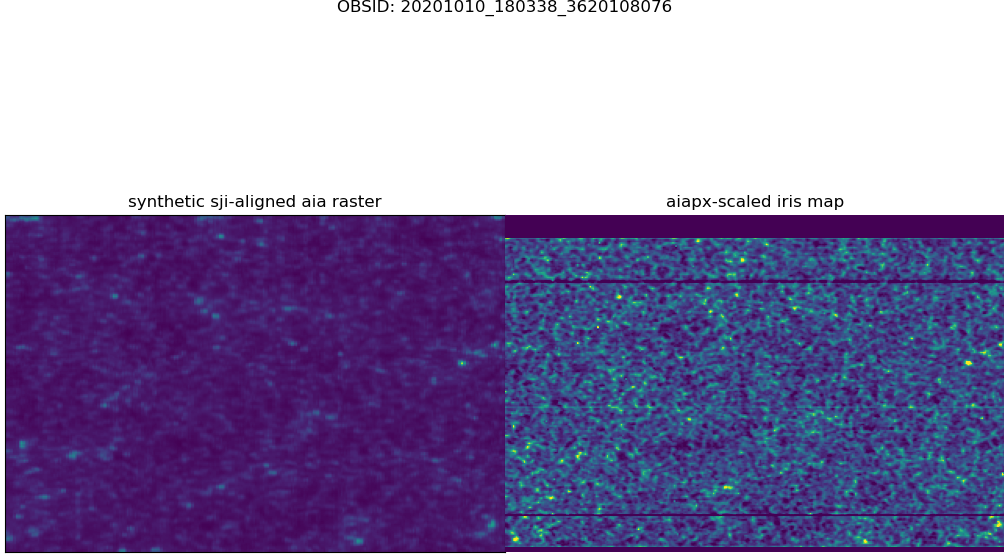 OBSID: 20201010_180338_3620108076
synthetic sji-aligned aia raster
aiapx-scaled iris map